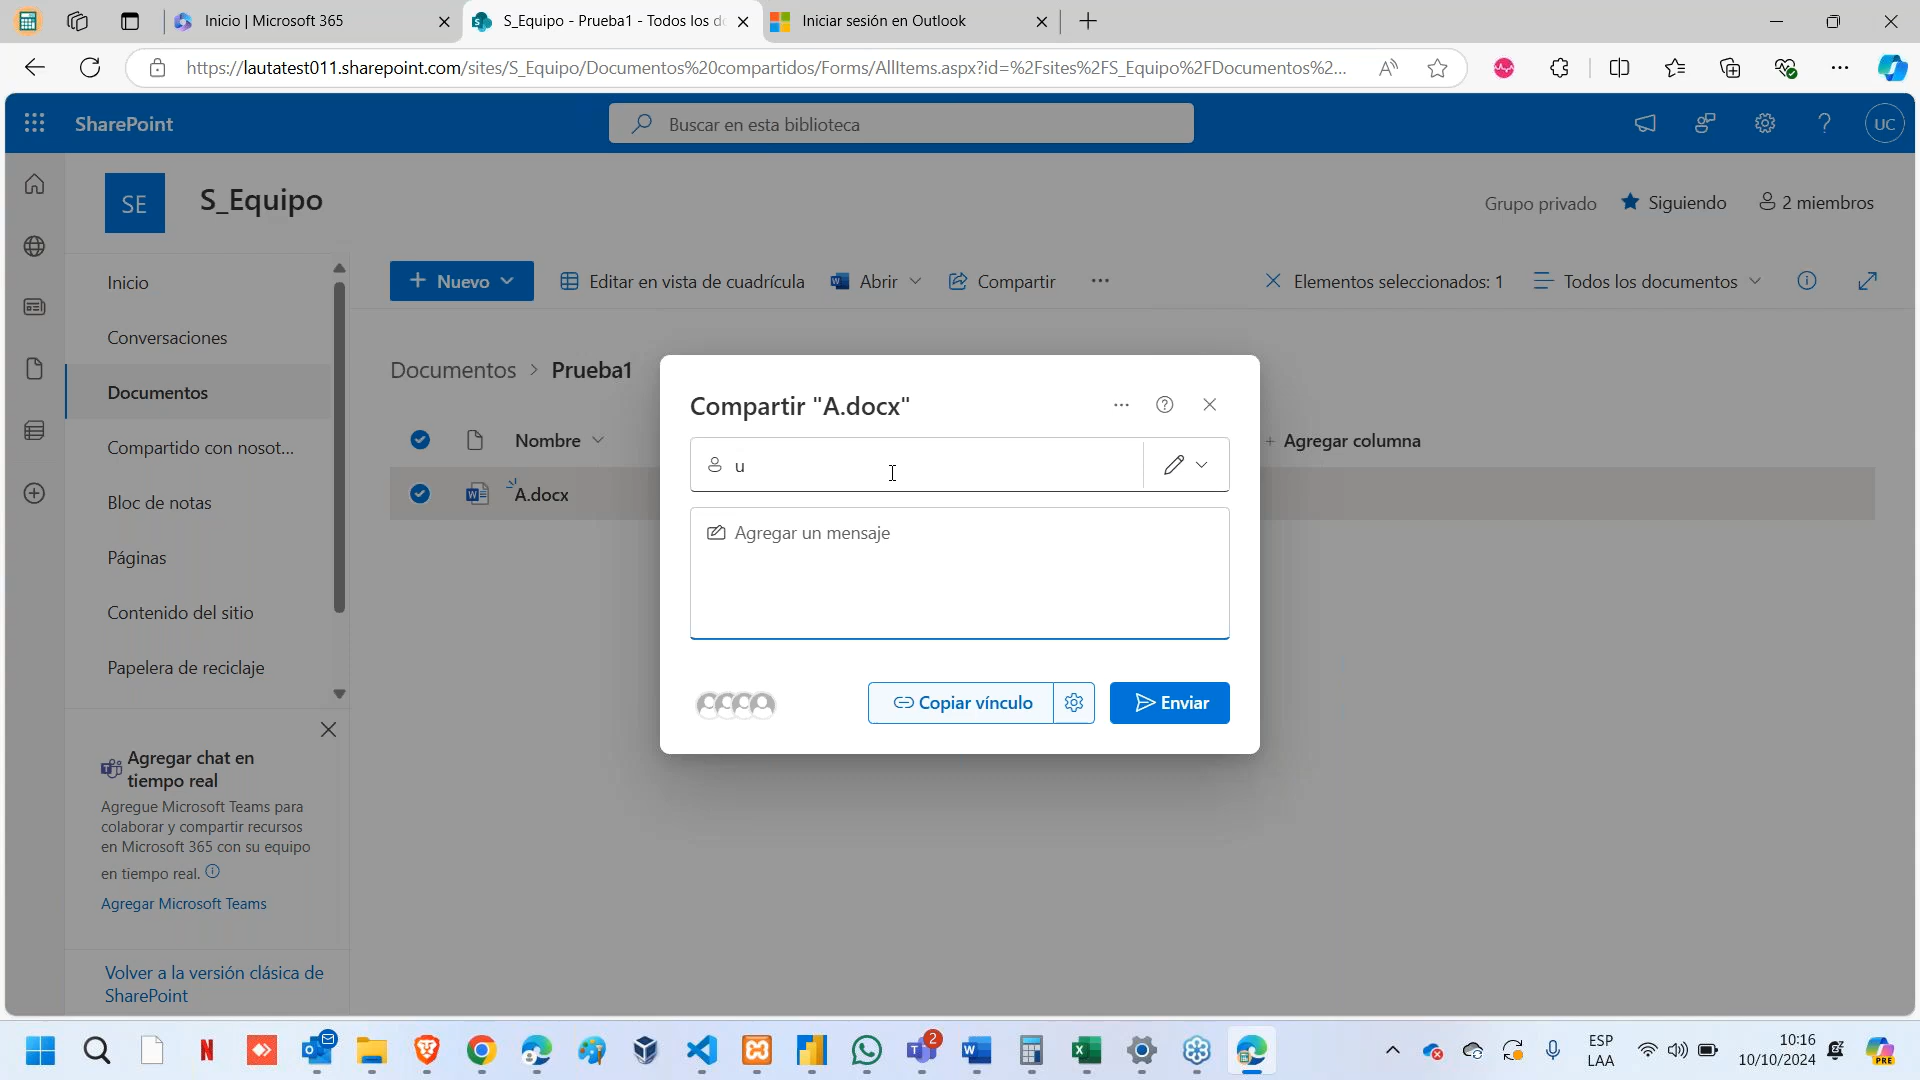 Inicio | Microsoft 365
S_Equipo - Prueba1 - Todos los d
Iniciar sesión en Outlook
https://lautatest011.sharepoint.com/sites/S_Equipo/Documentos%20compartidos/Forms/AllItems.aspx?id=%2Fsites%2FS_Equipo%2FDocumentos%2...
SharePoint
Buscar en esta biblioteca
UC
SE
S_Equipo
Grupo privado
Siguiendo
2 miembros
Inicio
Conversaciones
Documentos
Compartido con nosot...
Bloc de notas
Páginas
Contenido del sitio
Papelera de reciclaje
Agregar chat en
tiempo real
Agregue Microsoft Teams para
colaborar y compartir recursos
en Microsoft 365 con su equipo
en tiempo real.
Agregar Microsoft Teams
Volver a la versión clásica de
SharePoint
Nuevo
Editar en vista de cuadrícula
Abrir
Compartir
Elementos seleccionados: 1
Todos los documentos
Documentos > Prueba1
Nombre
+ Agregar columna
A.docx
Compartir "A.docx"
u
Agregar un mensaje
Copiar vínculo
Enviar
2
ESP
LAA
10:16
10/10/2024
PRE